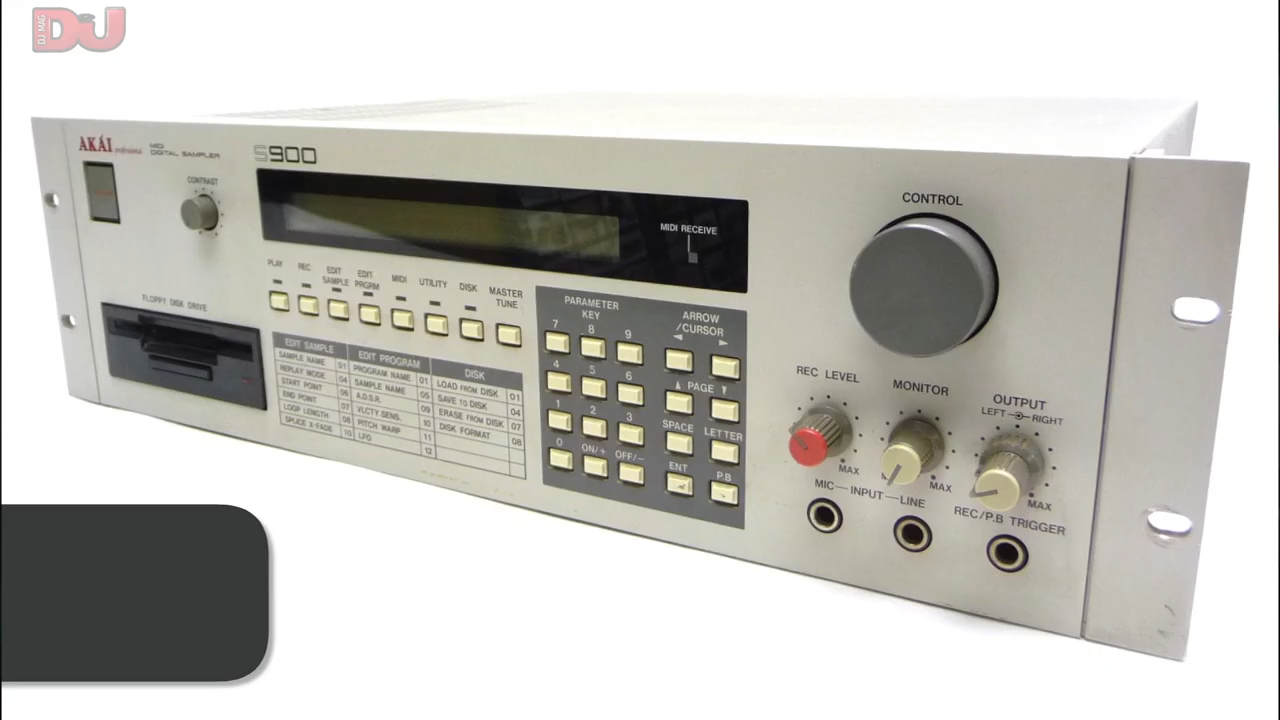 DJ MAG
DJ
AKAI professional
MIDI
DIGITAL SAMPLER
S900
CONTRAST
MIDI RECEIVE
CONTROL
PLAY
REC.
EDIT
SAMPLE
EDIT
PRGRM
MIDI
UTILITY
DISK
MASTER
TUNE
FLOPPY DISK DRIVE
PARAMETER
KEY
ARROW
/CURSOR
7 8 9
4 5 6
PAGE
1 2 3
SPACE
LETTER
0 ON/+ OFF/−
ENT
P.B
EDIT SAMPLE
SAMPLE NAME 01
REPLAY MODE 04
START POINT 06
END POINT 06
LOOP LENGTH 07
SPLICE X-FADE 10
EDIT PROGRAM
PROGRAM NAME 01
SAMPLE NAME 05
A.D.S.R. 09
VLCTY SENS. 10
PITCH WARP 11
LFO 12
DISK
LOAD FROM DISK 01
SAVE TO DISK 04
ERASE FROM DISK 07
DISK FORMAT 08
REC LEVEL
MONITOR
OUTPUT
LEFT RIGHT
MAX
MAX
MAX
MIC INPUT LINE
REC/P.B TRIGGER